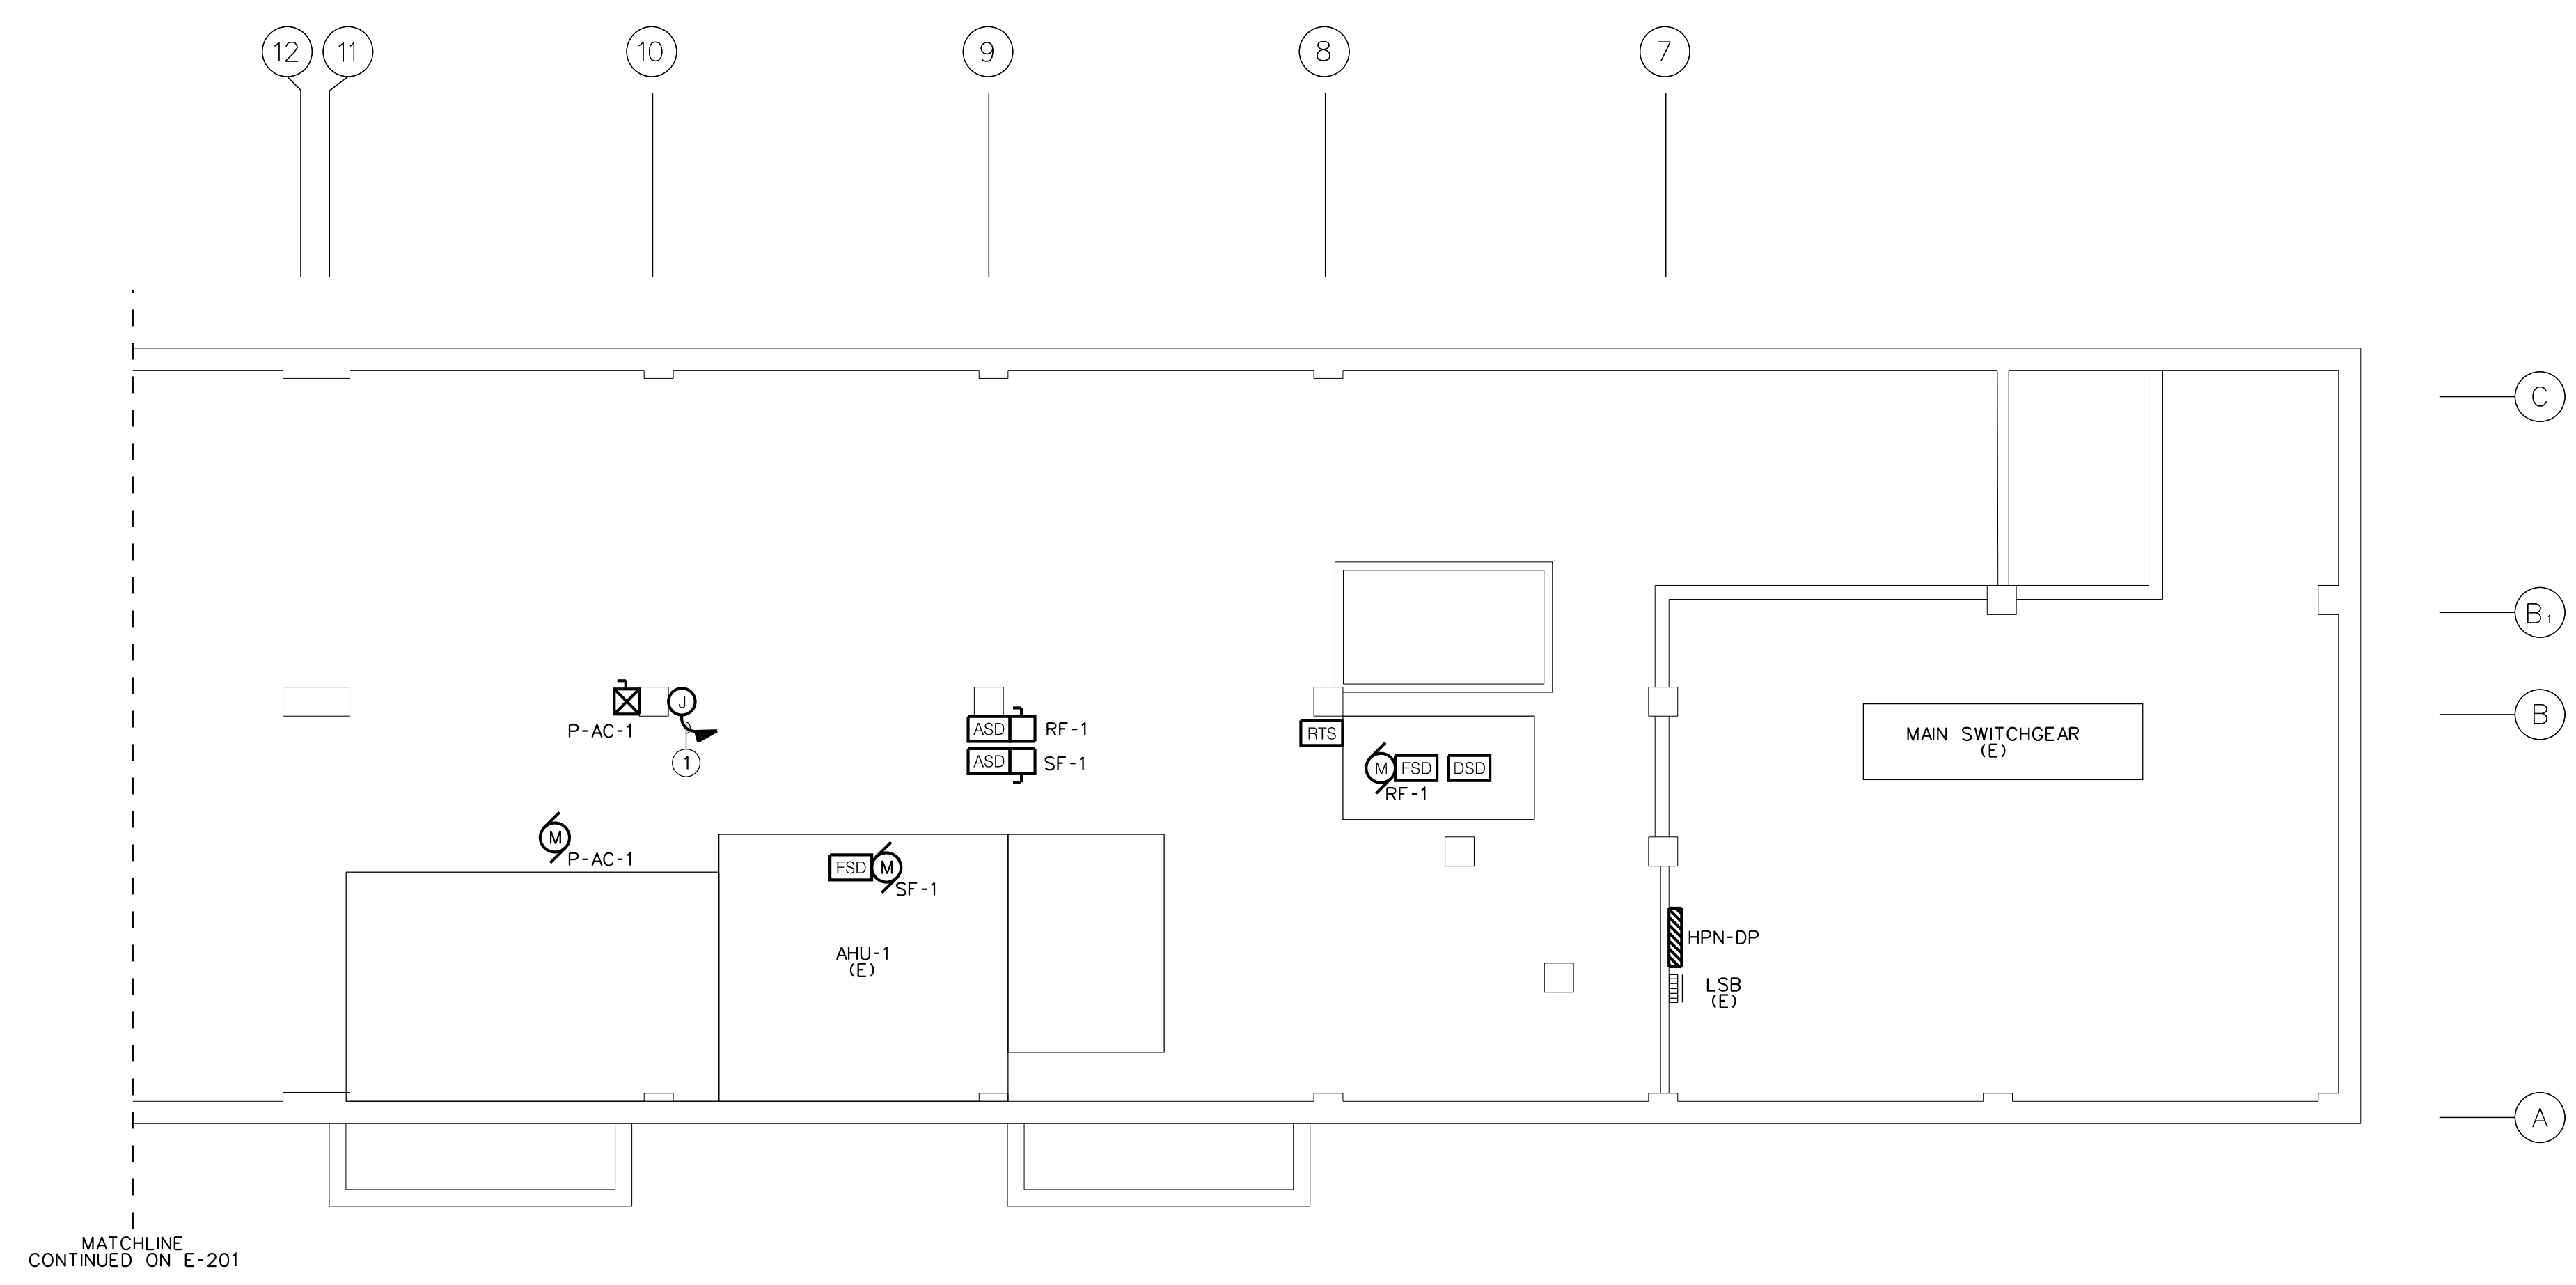 12
11
10
9
8
7
C
B1
B
A
J
P-AC-1
1
ASD
RF-1
ASD
SF-1
RTS
M
FSD
DSD
RF-1
MAIN SWITCHGEAR
(E)
M
P-AC-1
FSD
M
SF-1
AHU-1
(E)
HPN-DP
LSB
(E)
MATCHLINE
CONTINUED ON E-201